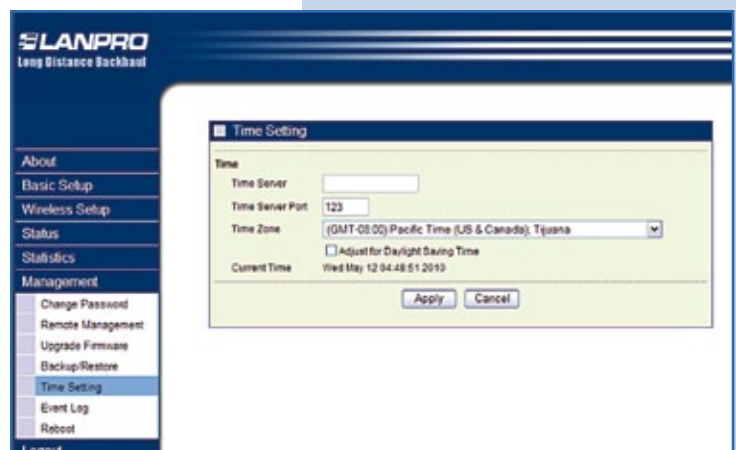 LANPRO
Long Distance Backhaul
About
Basic Setup
Wireless Setup
Status
Statistics
Management
Change Password
Remote Management
Upgrade Firmware
Backup/Restore
Time Setting
Event Log
Reboot
Logout
Time Setting
Time
Time Server
Time Server Port 123
Time Zone (GMT-08:00) Pacific Time (US & Canada); Tijuana
Adjust for Daylight Saving Time
Current Time Wed May 12 04:48:51 2010
Apply Cancel